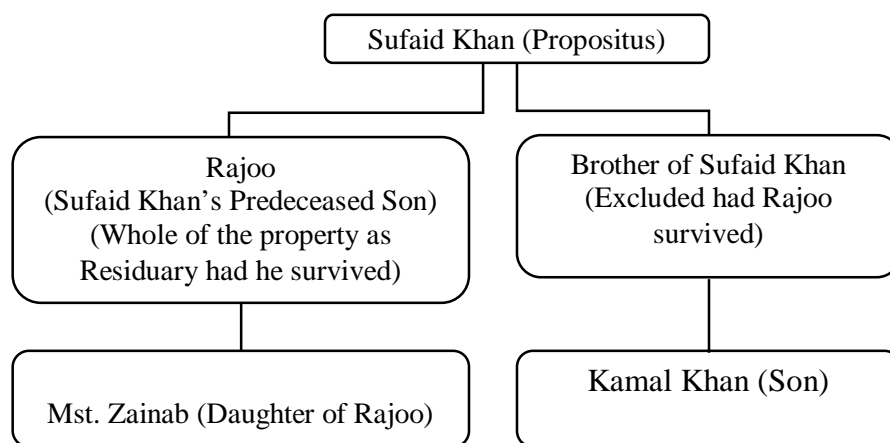 Sufaid Khan (Propositus)
Rajoo
(Sufaid Khan’s Predeceased Son)
(Whole of the property as
Residuary had he survived)
Brother of Sufaid Khan
(Excluded had Rajoo
survived)
Mst. Zainab (Daughter of Rajoo)
Kamal Khan (Son)